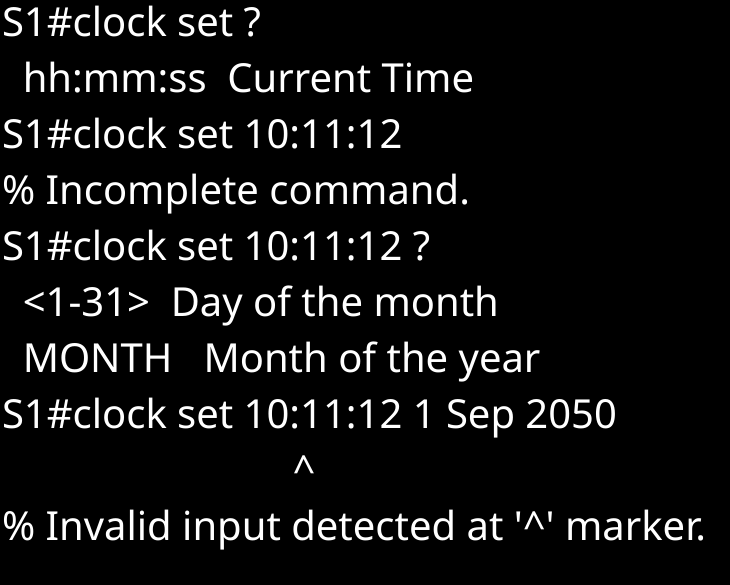 S1#clock set ?
  hh:mm:ss  Current Time
S1#clock set 10:11:12
% Incomplete command.
S1#clock set 10:11:12 ?
  <1-31>  Day of the month
  MONTH   Month of the year
S1#clock set 10:11:12 1 Sep 2050
                           ^
% Invalid input detected at '^' marker.